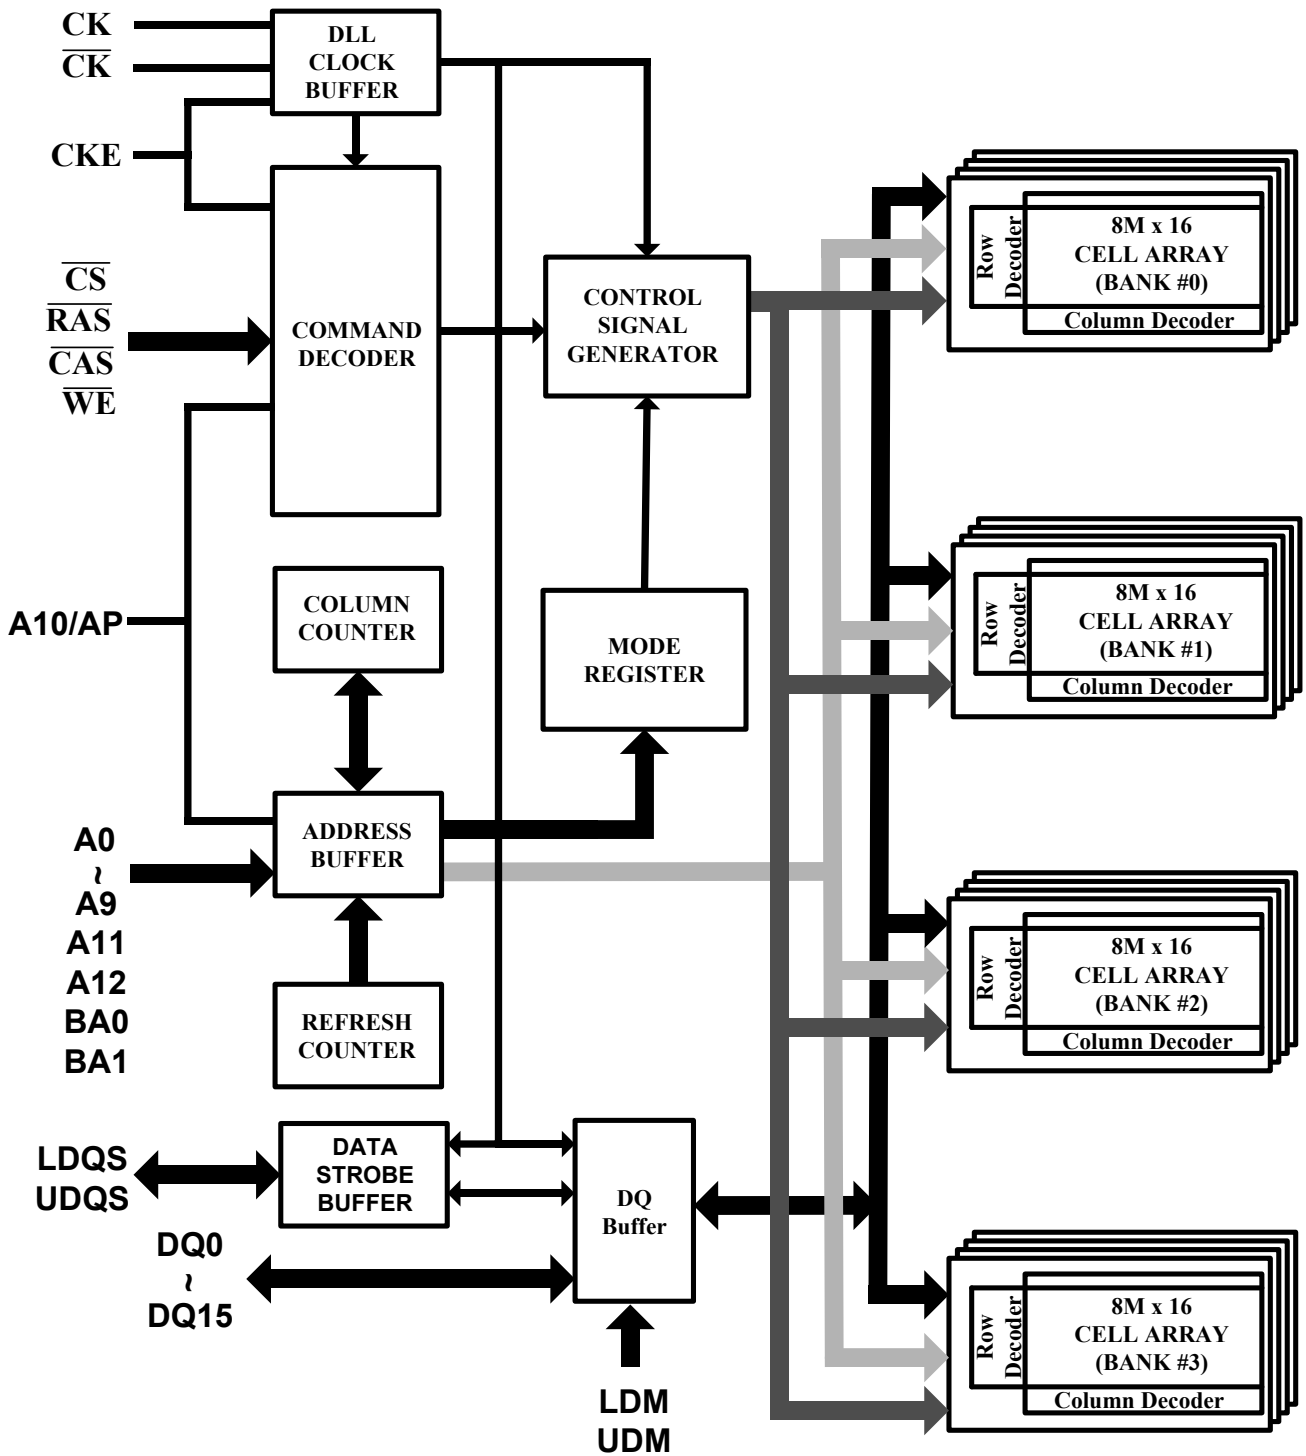 CK
CK
CKE
CS
RAS
CAS
WE
A10/AP
A0
~
A9
A11
A12
BA0
BA1
LDQS
UDQS
DQ0
~
DQ15
DLL
CLOCK
BUFFER
COMMAND
DECODER
COLUMN
COUNTER
ADDRESS
BUFFER
REFRESH
COUNTER
DATA
STROBE
BUFFER
CONTROL
SIGNAL
GENERATOR
MODE
REGISTER
DQ
Buffer
LDM
UDM
Row
Decoder
8M x 16
CELL ARRAY
(BANK #0)
Column Decoder
Row
Decoder
8M x 16
CELL ARRAY
(BANK #1)
Column Decoder
Row
Decoder
8M x 16
CELL ARRAY
(BANK #2)
Column Decoder
Row
Decoder
8M x 16
CELL ARRAY
(BANK #3)
Column Decoder